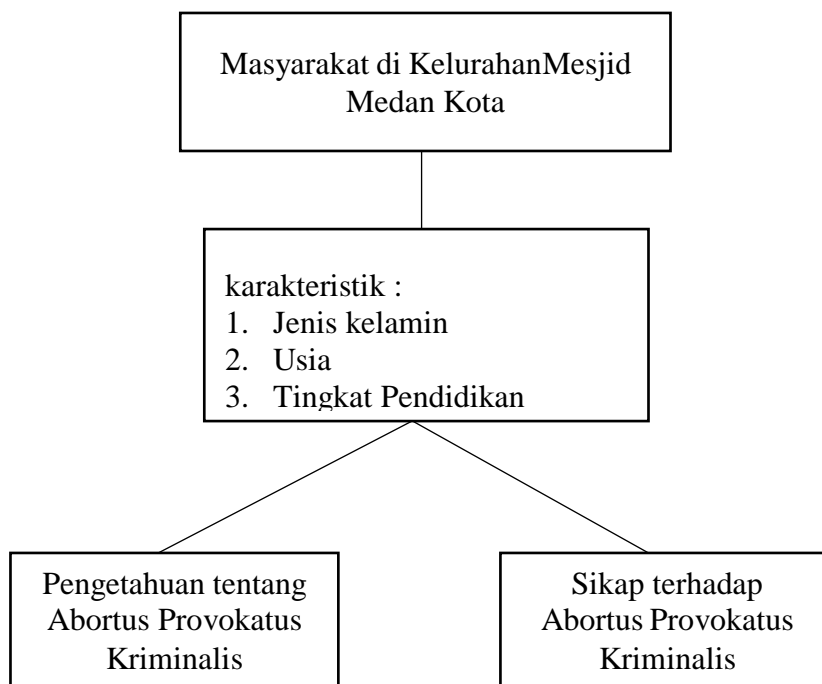 Masyarakat di KelurahanMesjid
Medan Kota
karakteristik :
1. Jenis kelamin
2. Usia
3. Tingkat Pendidikan
Pengetahuan tentang
Abortus Provokatus
Kriminalis
Sikap terhadap
Abortus Provokatus
Kriminalis